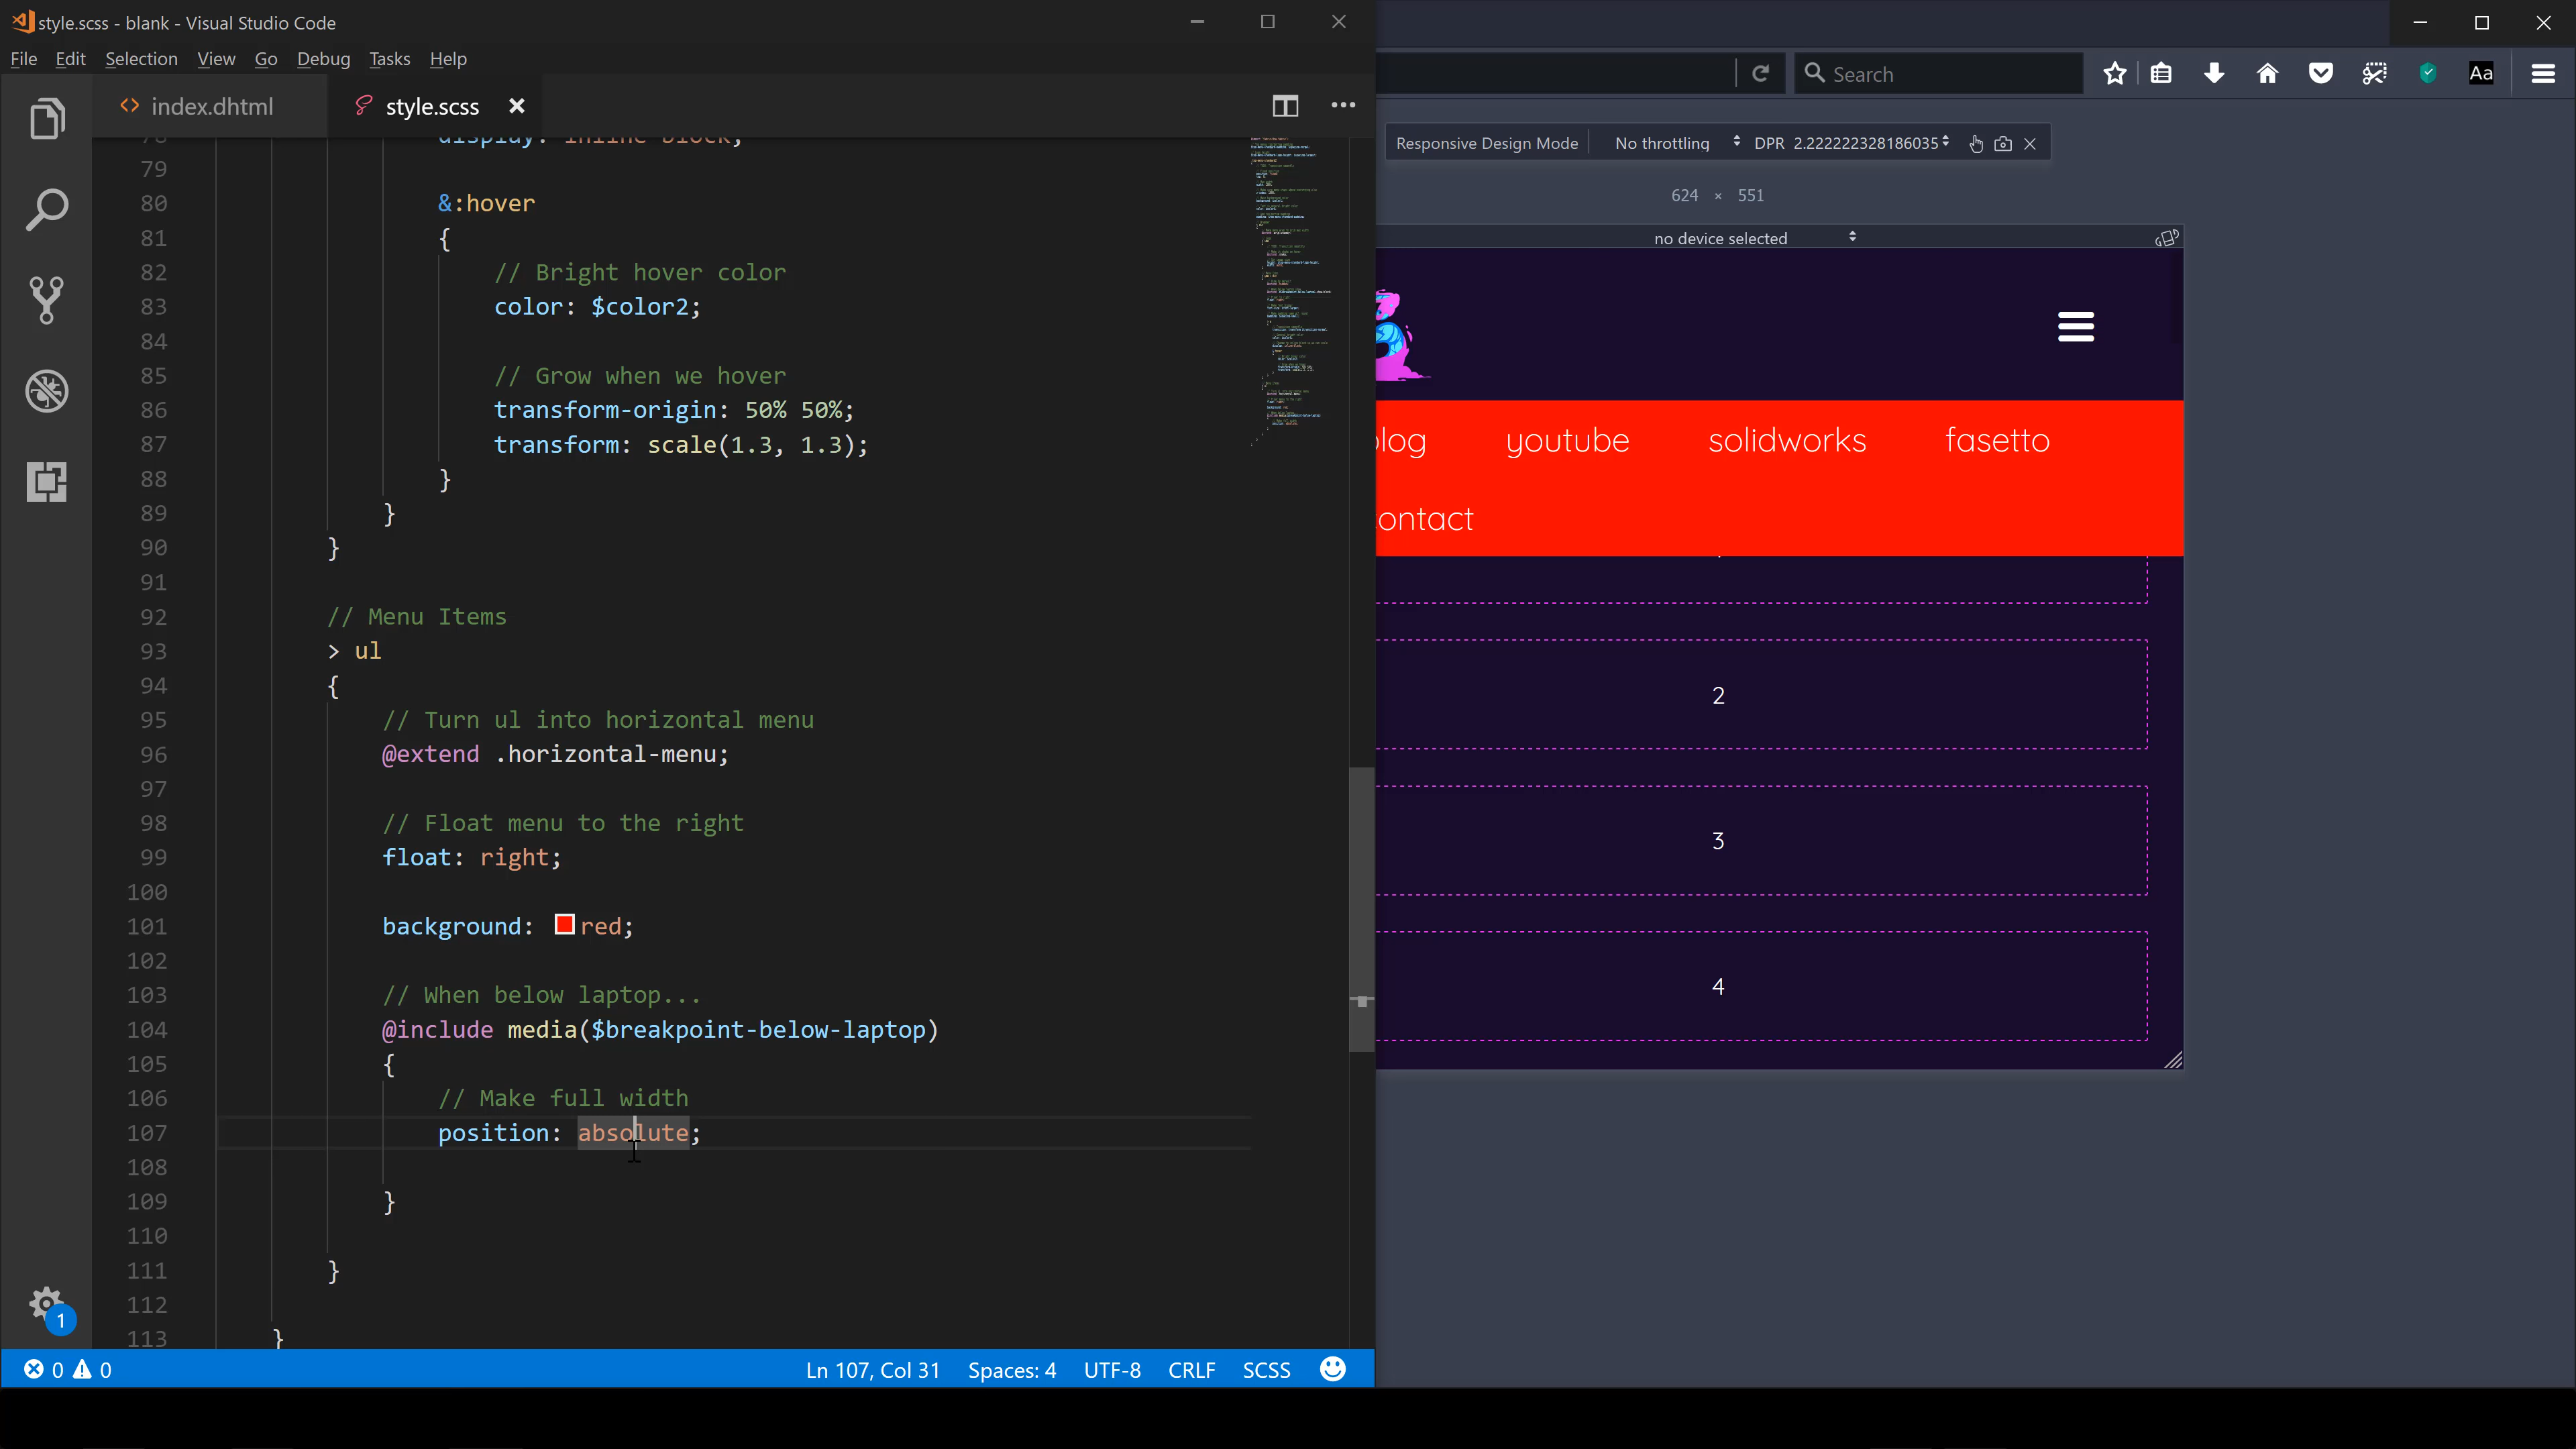 style.scss - blank - Visual Studio Code
File Edit Selection View Go Debug Tasks Help
index.dhtml style.scss
display: inline-block;
79
80 &:hover
81 {
82 // Bright hover color
83 color: $color2;
84
85 // Grow when we hover
86 transform-origin: 50% 50%;
87 transform: scale(1.3, 1.3);
88 }
89 }
90 }
91
92 // Menu Items
93 > ul
94 {
95 // Turn ul into horizontal menu
96 @extend .horizontal-menu;
97
98 // Float menu to the right
99 float: right;
100
101 background: red;
102
103 // When below laptop...
104 @include media($breakpoint-below-laptop)
105 {
106 // Make full width
107 position: absolute;
108
109 }
110
111 }
112
113 }
1
0 0 Ln 107, Col 31 Spaces: 4 UTF-8 CRLF SCSS
Search
Aa
Responsive Design Mode No throttling DPR 2.222222328186035
624 × 551
no device selected
log youtube solidworks fasetto
ontact
2
3
4